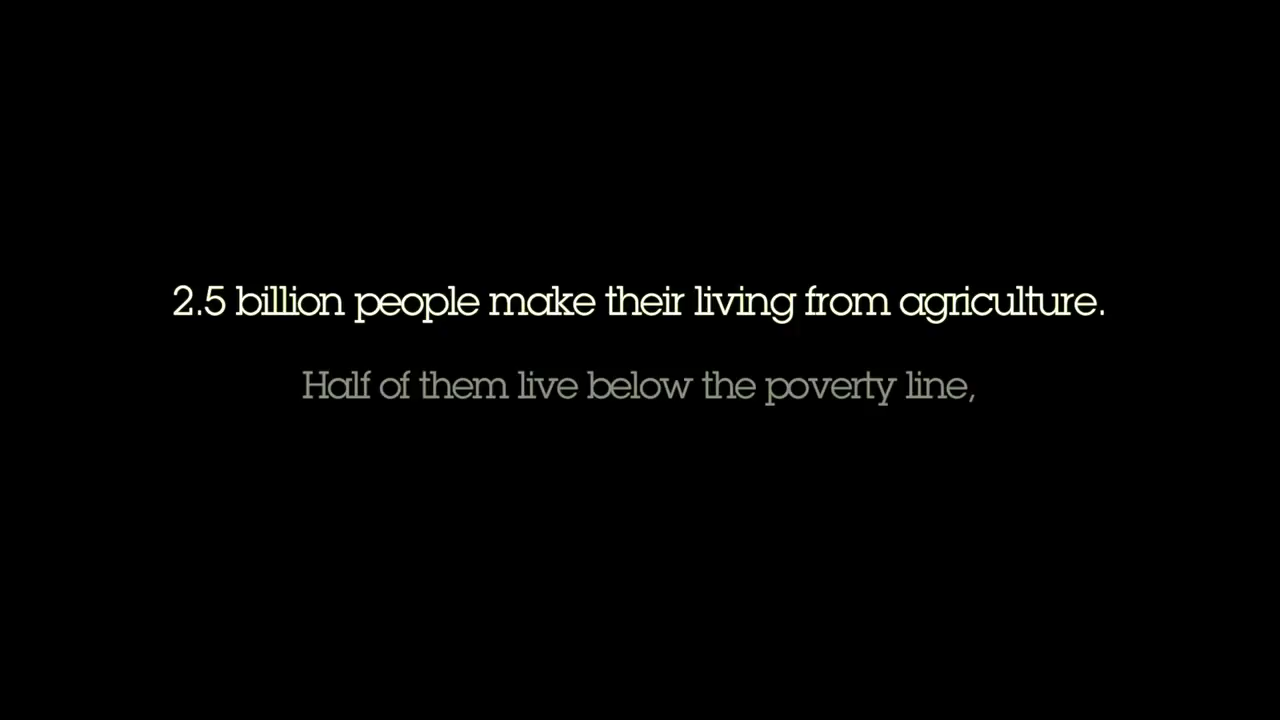 2.5 billion people make their living from agriculture.
Half of them live below the poverty line,